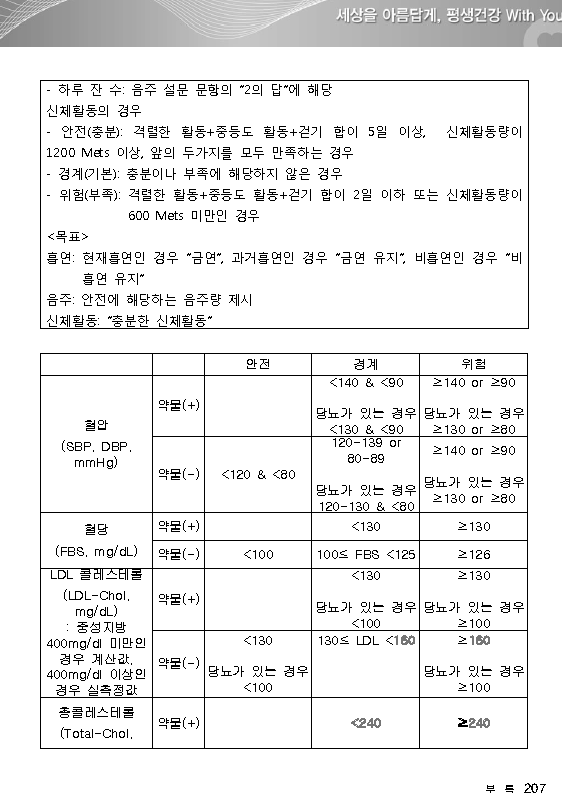 세상을 아름답게, 평생건강 With You
- 하루 잔 수: 음주 설문 문항의 "2의 답"에 해당
신체활동의 경우
- 안전(충분): 격렬한 활동+중등도 활동+걷기 합이 5일 이상, 신체활동량이
1200 Mets 이상, 앞의 두가지를 모두 만족하는 경우
- 경계(기본): 충분이나 부족에 해당하지 않은 경우
- 위험(부족): 격렬한 활동+중등도 활동+걷기 합이 2일 이하 또는 신체활동량이
600 Mets 미만인 경우
<목표>
흡연: 현재흡연인 경우 "금연", 과거흡연인 경우 "금연 유지", 비흡연인 경우 "비
흡연 유지"
음주: 안전에 해당하는 음주량 제시
신체활동: "충분한 신체활동"
안전 경계 위험
혈압
(SBP, DBP,
mmHg)
약물(+)
<140 & <90
당뇨가 있는 경우
<130 & <90
≥140 or ≥90
당뇨가 있는 경우
≥130 or ≥80
약물(-)
<120 & <80
120-139 or
80-89
당뇨가 있는 경우
120-130 & <80
≥140 or ≥90
당뇨가 있는 경우
≥130 or ≥80
혈당
(FBS, mg/dL)
약물(+) <130 ≥130
약물(-) <100 100≤ FBS <125 ≥126
LDL 콜레스테롤
(LDL-Chol,
mg/dL)
: 중성지방
400mg/dl 미만인
경우 계산값,
400mg/dl 이상인
경우 실측정값
약물(+)
<130
당뇨가 있는 경우
<100
≥130
당뇨가 있는 경우
≥100
약물(-)
<130
당뇨가 있는 경우
<100
130≤ LDL <160
≥160
당뇨가 있는 경우
≥100
총콜레스테롤
(Total-Chol,
약물(+) <240 ≥240
부 록 207